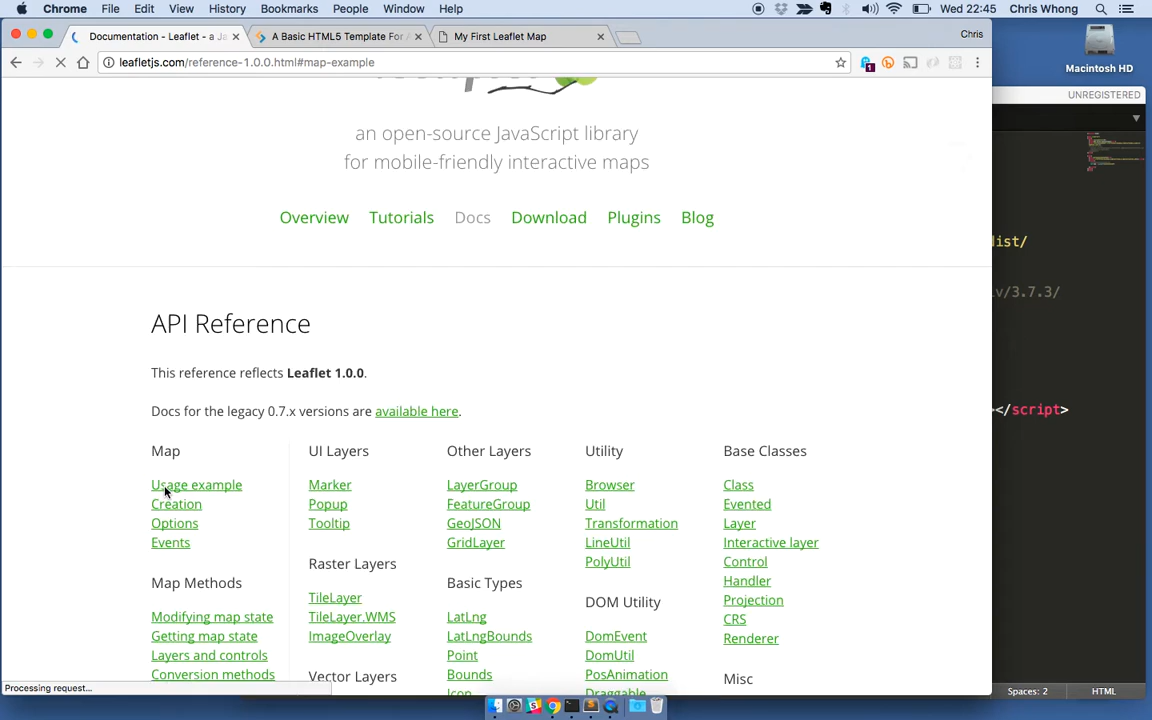 Chrome File Edit View History Bookmarks People Window Help Wed 22:45 Chris Whong
Documentation - Leaflet - a Ja
A Basic HTML5 Template For
My First Leaflet Map
Chris
leafletjs.com/reference-1.0.0.html#map-example
Macintosh HD
UNREGISTERED
an open-source JavaScript library
for mobile-friendly interactive maps
Overview Tutorials Docs Download Plugins Blog
API Reference
This reference reflects Leaflet 1.0.0.
Docs for the legacy 0.7.x versions are available here.
Map
Usage example
Creation
Options
Events
Map Methods
Modifying map state
Getting map state
Layers and controls
Conversion methods
UI Layers
Marker
Popup
Tooltip
Raster Layers
TileLayer
TileLayer.WMS
ImageOverlay
Vector Layers
Other Layers
LayerGroup
FeatureGroup
GeoJSON
GridLayer
Basic Types
LatLng
LatLngBounds
Point
Bounds
Icon
Utility
Browser
Util
Transformation
LineUtil
PolyUtil
DOM Utility
DomEvent
DomUtil
PosAnimation
Draggable
Base Classes
Class
Evented
Layer
Interactive layer
Control
Handler
Projection
CRS
Renderer
Misc
list/
iv/3.7.3/
></script>
Processing request...
Spaces: 2 HTML